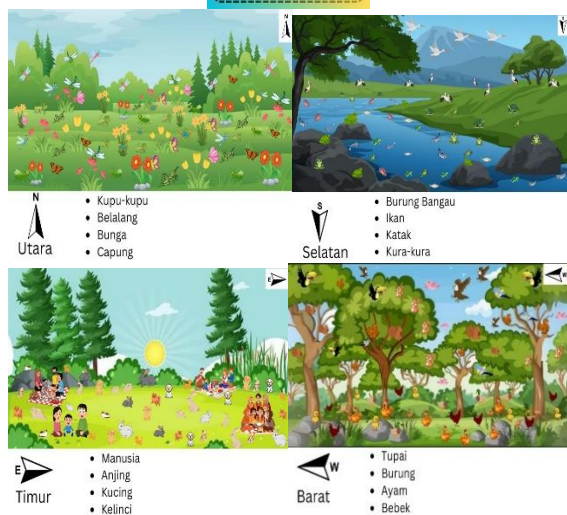 N
S
N
Utara
• Kupu-kupu
• Belalang
• Bunga
• Capung
S
Selatan
• Burung Bangau
• Ikan
• Katak
• Kura-kura
E
W
E
Timur
• Manusia
• Anjing
• Kucing
• Kelinci
W
Barat
• Tupai
• Burung
• Ayam
• Bebek